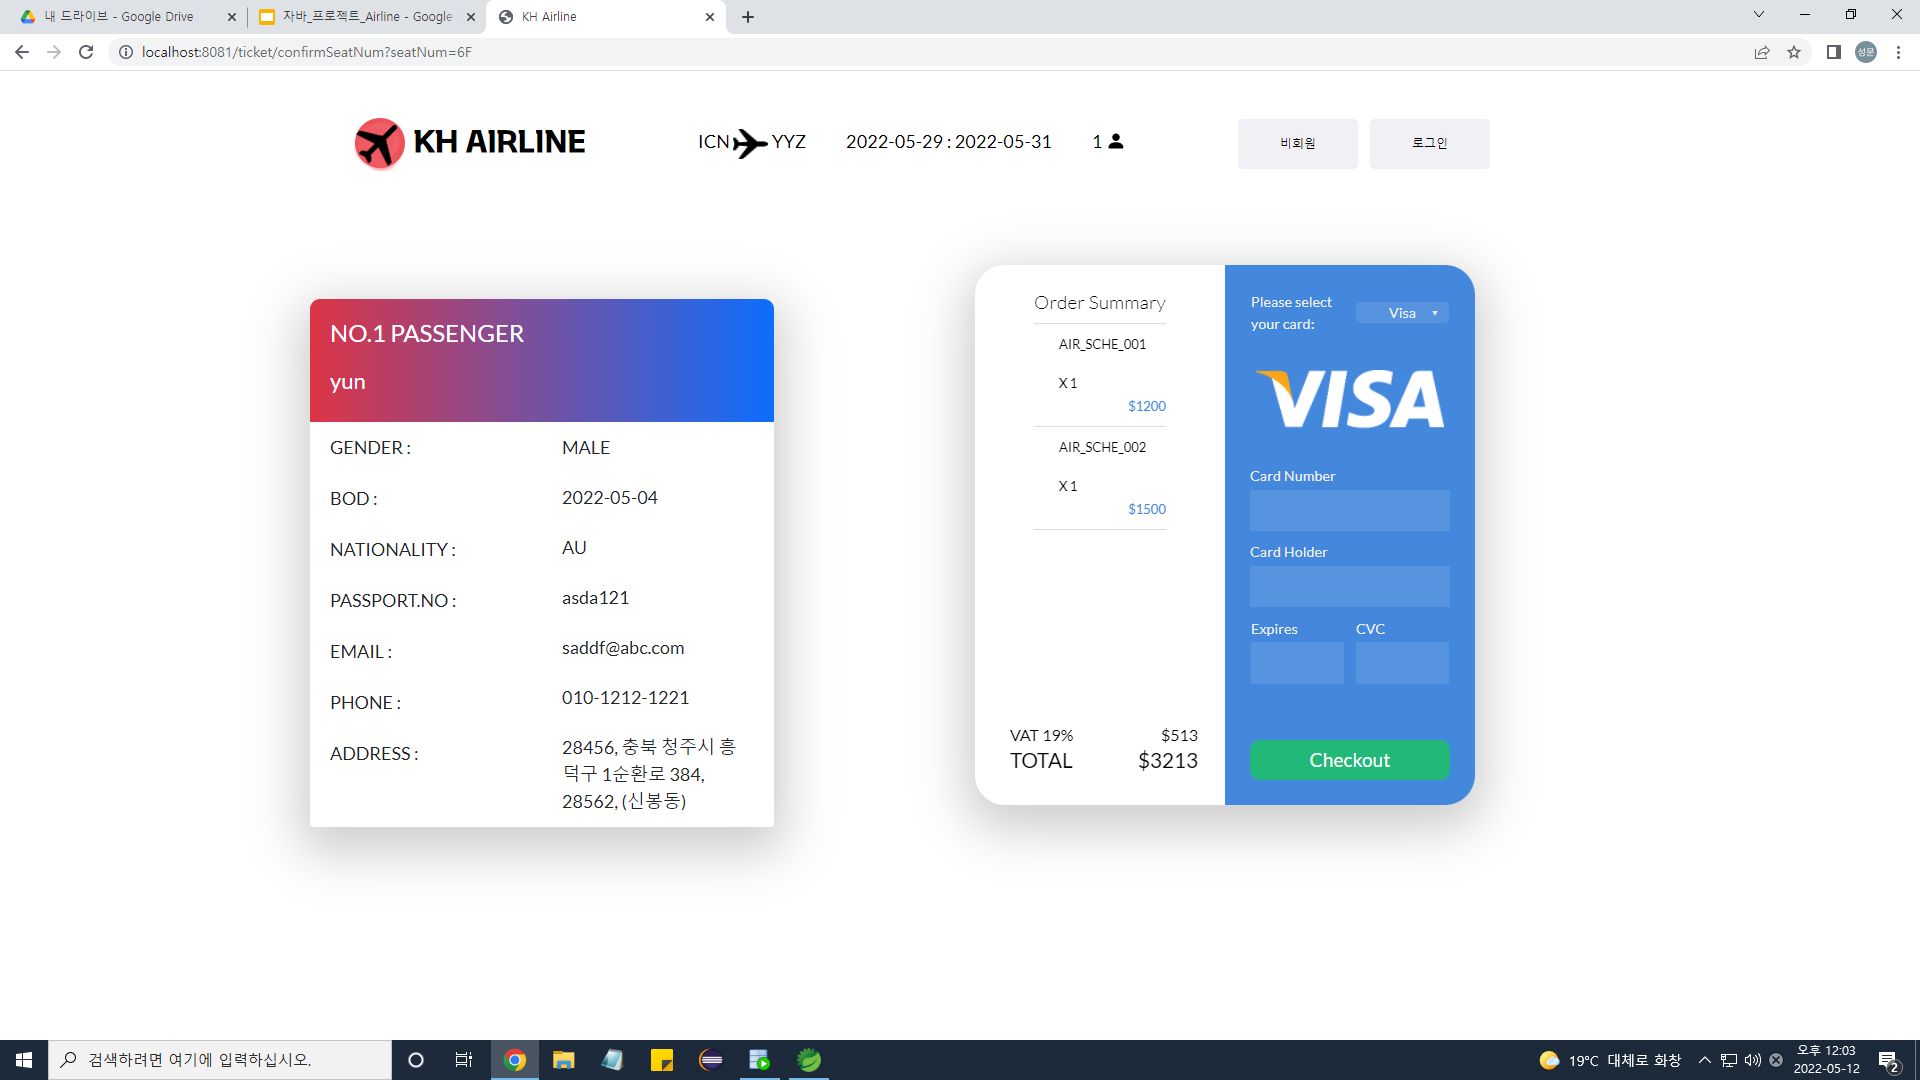 내 드라이브 - Google Drive
자바_프로젝트_Airline - Google
KH Airline
localhost:8081/ticket/confirmSeatNum?seatNum=6F
성문
KH AIRLINE
ICN YYZ
2022-05-29 : 2022-05-31
1
비회원
로그인
NO.1 PASSENGER
yun
GENDER : MALE
BOD : 2022-05-04
NATIONALITY : AU
PASSPORT.NO : asda121
EMAIL : saddf@abc.com
PHONE : 010-1212-1221
ADDRESS : 28456, 충북 청주시 흥
덕구 1순환로 384,
28562, (신봉동)
Order Summary
AIR_SCHE_001
X 1
$1200
AIR_SCHE_002
X 1
$1500
VAT 19% $513
TOTAL $3213
Please select
your card:
Visa
VISA
Card Number
Card Holder
Expires CVC
Checkout
검색하려면 여기에 입력하십시오.
19°C 대체로 화창
오후 12:03
2022-05-12
2